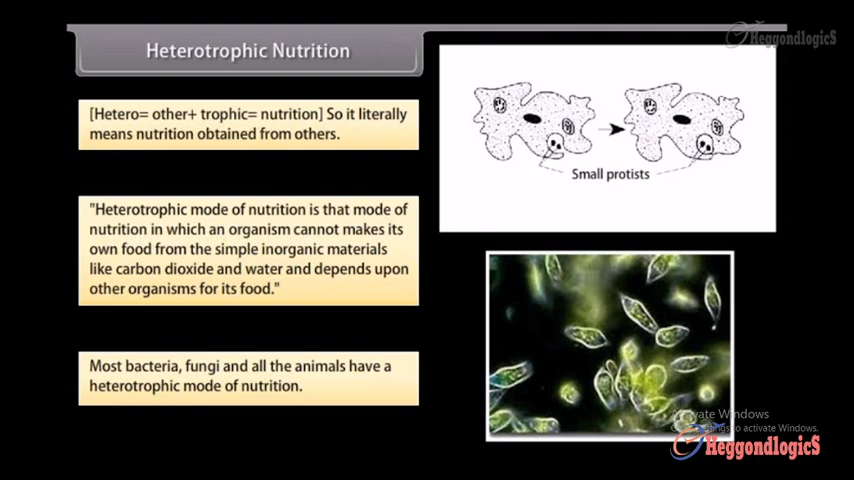 HeggondlogicS
Heterotrophic Nutrition
[Hetero= other+ trophic= nutrition] So it literally
means nutrition obtained from others.
"Heterotrophic mode of nutrition is that mode of
nutrition in which an organism cannot makes its
own food from the simple inorganic materials
like carbon dioxide and water and depends upon
other organisms for its food."
Most bacteria, fungi and all the animals have a
heterotrophic mode of nutrition.
Small protists
Activate Windows
to activate Windows.
HeggondlogicS